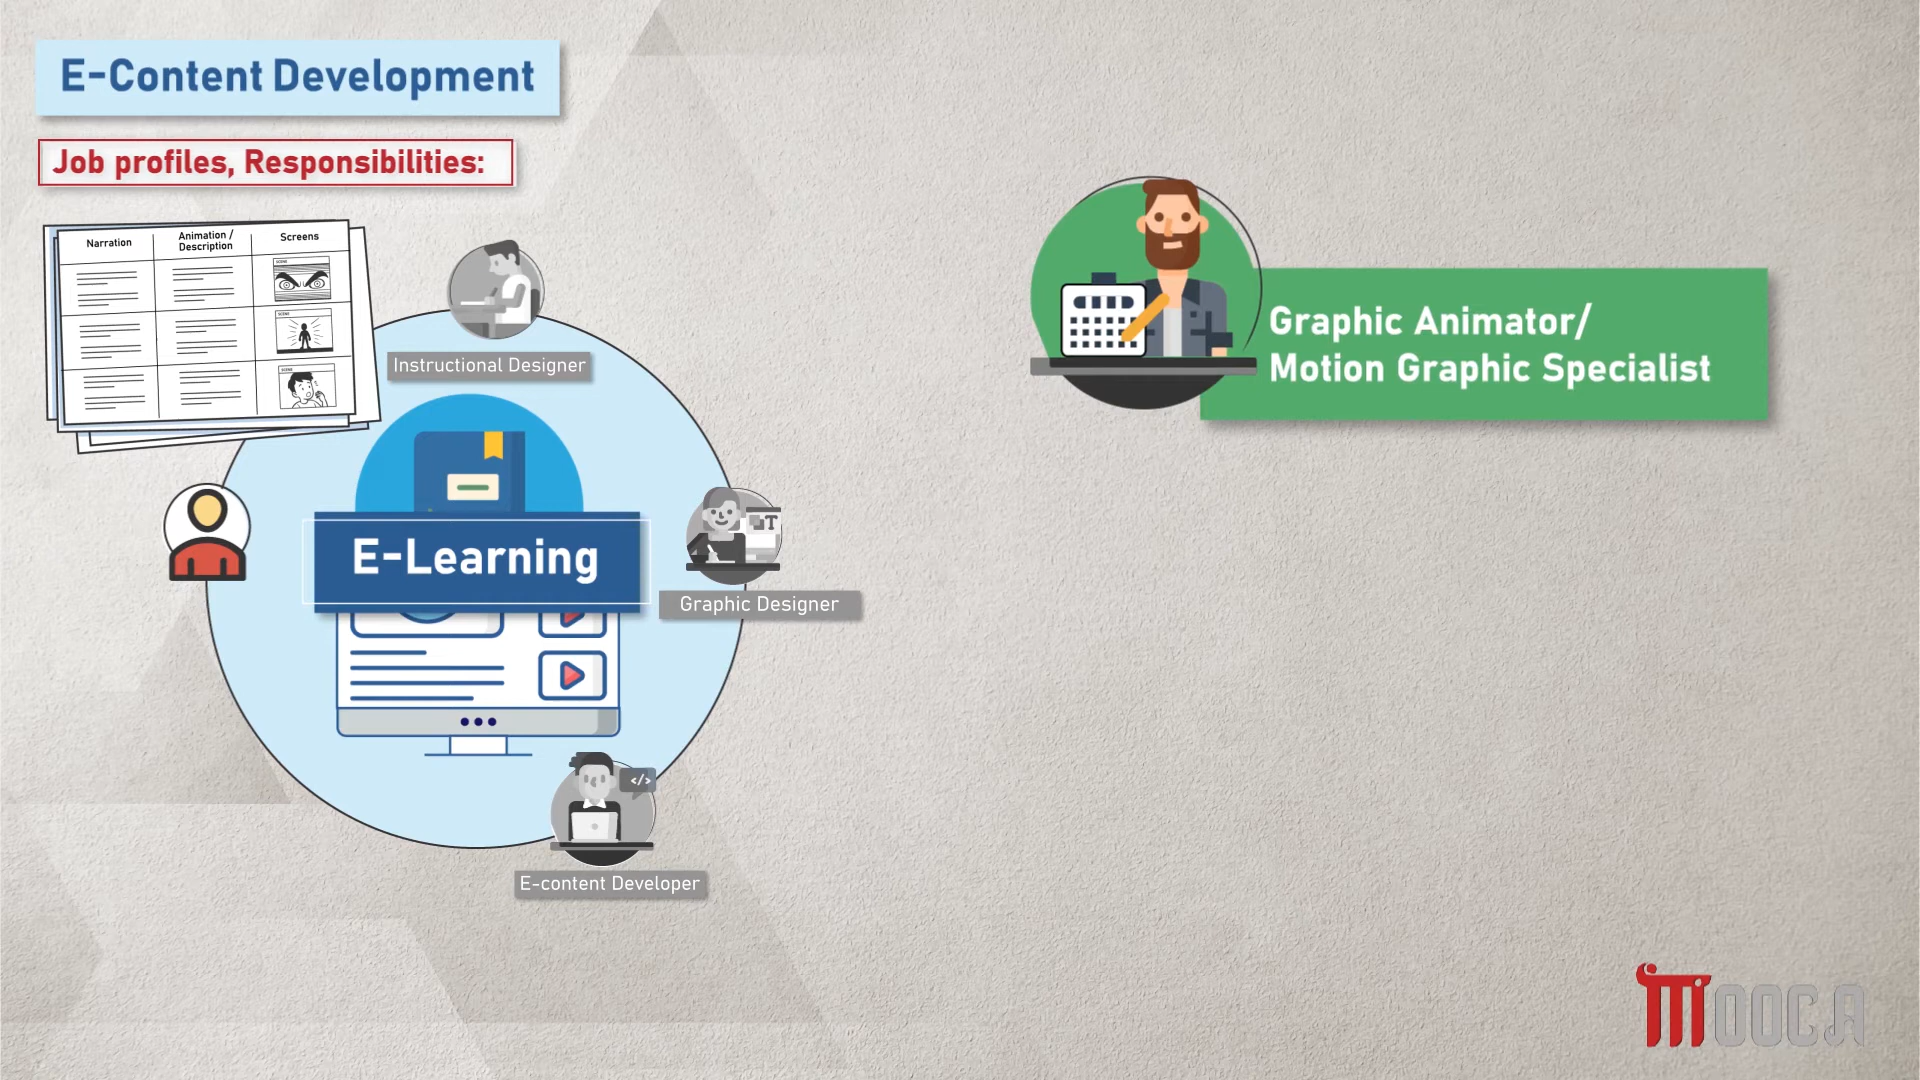 E-Content Development
Job profiles, Responsibilities:
Narration
Animation /
Description
Screens
Instructional Designer
E-Learning
T
Graphic Designer
</>
E-content Developer
Graphic Animator/
Motion Graphic Specialist
MOOCA